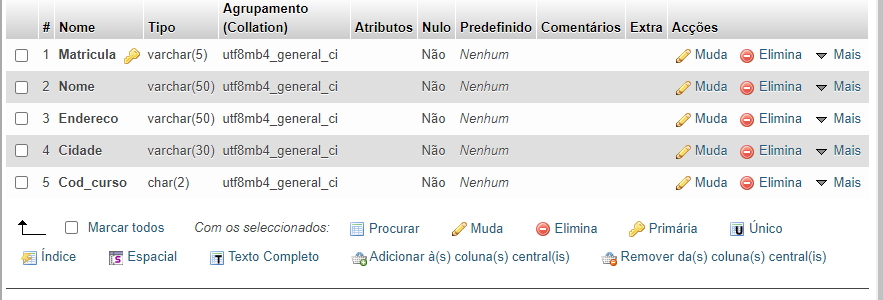 # Nome Tipo Agrupamento (Collation) Atributos Nulo Predefinido Comentários Extra Acções
1 Matricula varchar(5) utf8mb4_general_ci Não Nenhum Muda Elimina Mais
2 Nome varchar(50) utf8mb4_general_ci Não Nenhum Muda Elimina Mais
3 Endereco varchar(50) utf8mb4_general_ci Não Nenhum Muda Elimina Mais
4 Cidade varchar(30) utf8mb4_general_ci Não Nenhum Muda Elimina Mais
5 Cod_curso char(2) utf8mb4_general_ci Não Nenhum Muda Elimina Mais
Marcar todos Com os seleccionados: Procurar Muda Elimina Primária Único
Índice Espacial Texto Completo Adicionar à(s) coluna(s) central(is) Remover da(s) coluna(s) central(is)